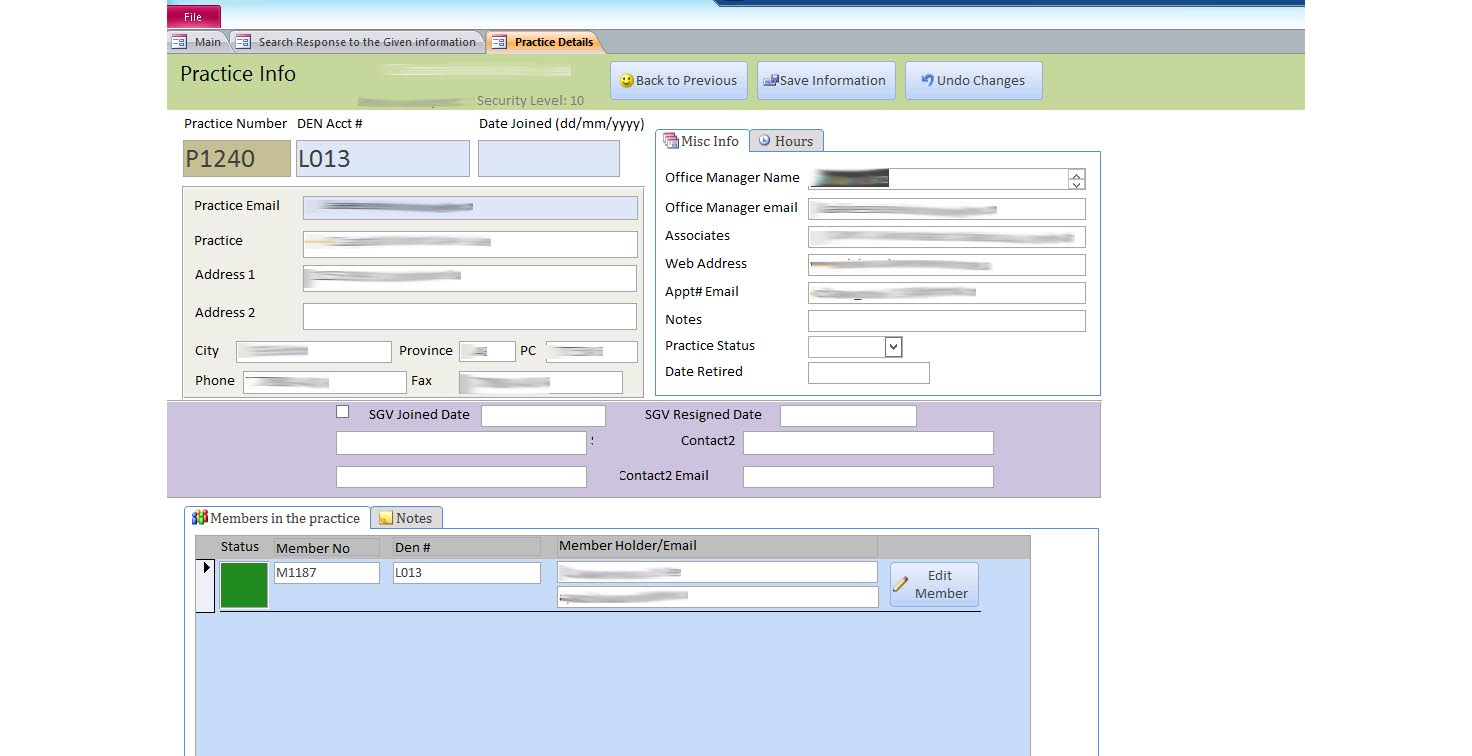 File
Main Search Response to the Given information Practice Details
Practice Info Back to Previous Save Information Undo Changes
Security Level: 10
Practice Number DEN Acct # Date Joined (dd/mm/yyyy)
P1240 L013
Misc Info Hours
Practice Email
Practice
Address 1
Address 2
City Province PC
Phone Fax
Office Manager Name
Office Manager email
Associates
Web Address
Appt# Email
Notes
Practice Status
Date Retired
SGV Joined Date SGV Resigned Date
Contact2
Contact2 Email
Members in the practice Notes
Status Member No Den # Member Holder/Email
M1187 L013 Edit Member